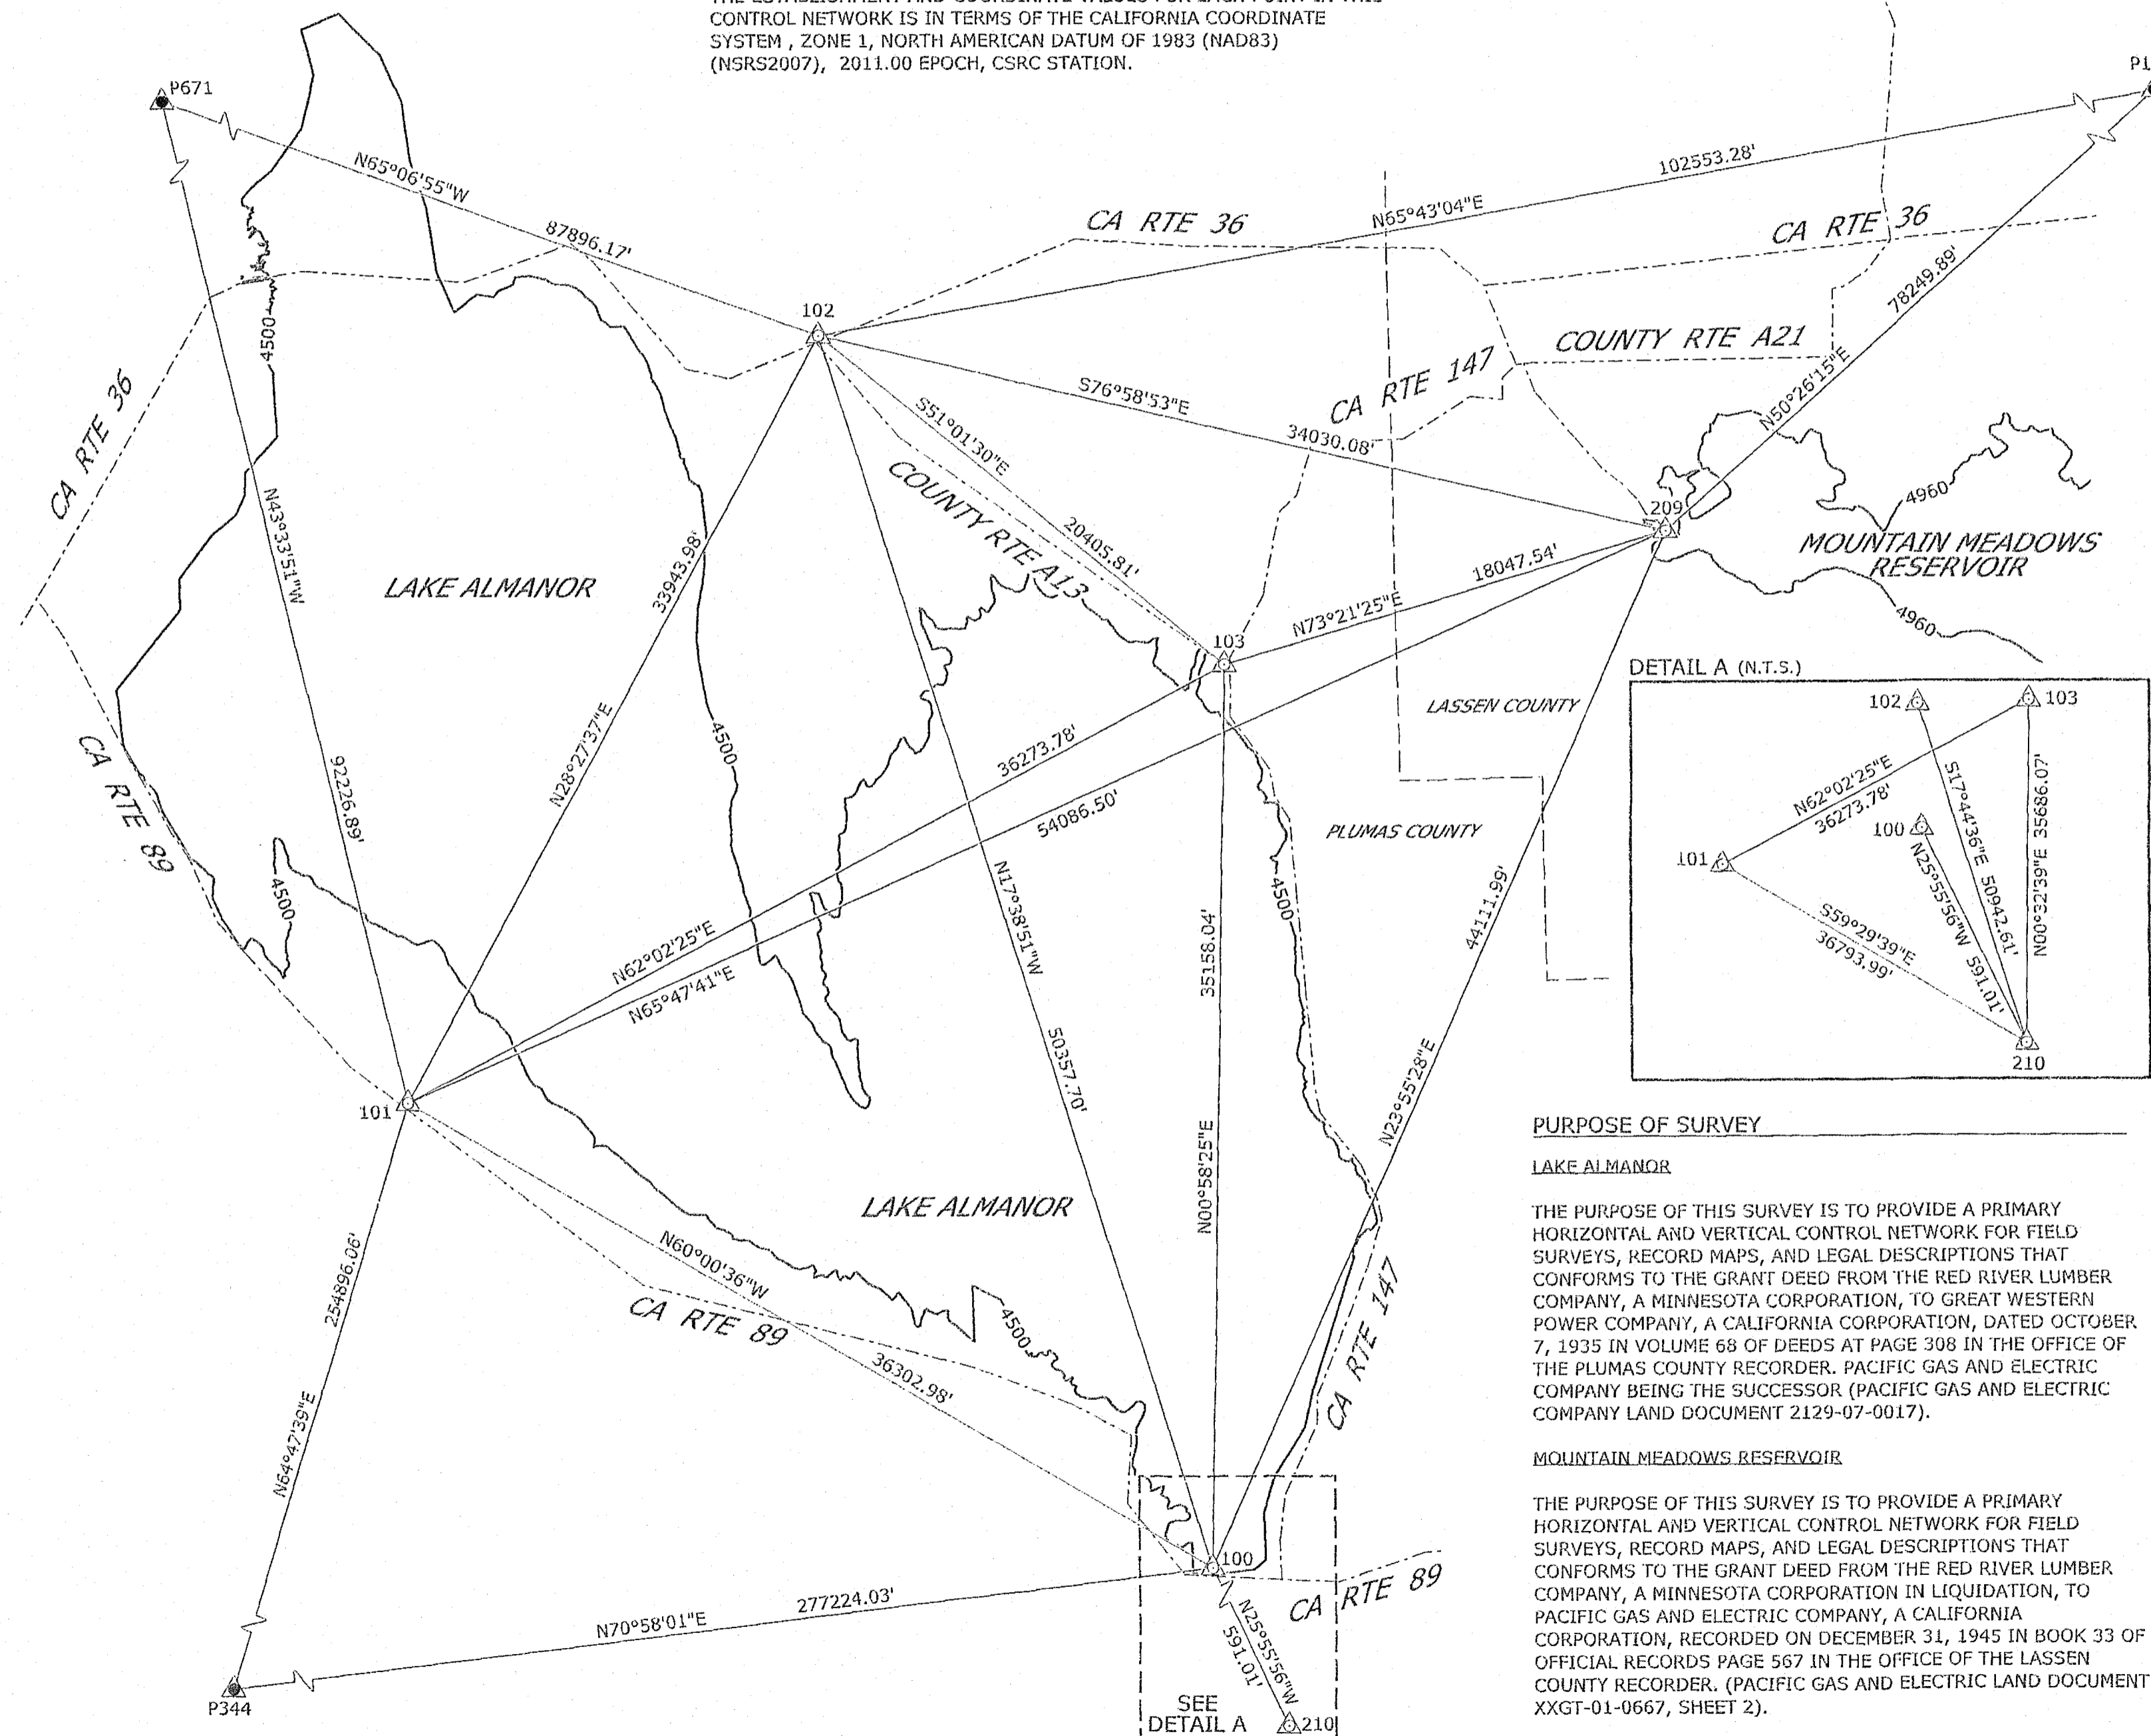 CONTROL NETWORK IS IN TERMS OF THE CALIFORNIA COORDINATE
SYSTEM , ZONE 1, NORTH AMERICAN DATUM OF 1983 (NAD83)
(NSRS2007), 2011.00 EPOCH, CSRC STATION.
P671
P1
N65°06'55"W
87896.17'
102553.28'
N65°43'04"E
CA RTE 36
CA RTE 36
78249.89'
N50°26'15"E
102
4500
CA RTE 36
S76°58'53"E
34030.08'
CA RTE 147
COUNTY RTE A21
S51°01'30"E
20405.81'
COUNTY RTE A13
N43°33'51"W
92226.89'
LAKE ALMANOR
33943.98'
N28°27'37"E
209
4960
MOUNTAIN MEADOWS
RESERVOIR
4960
18047.54'
N73°21'25"E
103
LASSEN COUNTY
PLUMAS COUNTY
4500
36273.78'
54086.50'
N62°02'25"E
N65°47'41"E
CA RTE 89
4500
N17°38'51"W
50357.70'
35158.04'
N00°58'25"E
4500
44111.99'
N23°55'28"E
101
DETAIL A (N.T.S.)
102
103
N62°02'25"E
36273.78'
100
101
S17°44'36"E 50942.61'
N00°32'39"E 35686.07'
N25°55'56"W 591.01'
S59°29'39"E
36793.99'
210
LAKE ALMANOR
N60°00'36"W
36302.98'
CA RTE 89
4500
CA RTE 147
254896.06'
N64°47'39"E
100
CA RTE 89
277224.03'
N70°58'01"E
P344
N25°55'56"W
591.01'
SEE
DETAIL A
210
PURPOSE OF SURVEY
LAKE ALMANOR
THE PURPOSE OF THIS SURVEY IS TO PROVIDE A PRIMARY
HORIZONTAL AND VERTICAL CONTROL NETWORK FOR FIELD
SURVEYS, RECORD MAPS, AND LEGAL DESCRIPTIONS THAT
CONFORMS TO THE GRANT DEED FROM THE RED RIVER LUMBER
COMPANY, A MINNESOTA CORPORATION, TO GREAT WESTERN
POWER COMPANY, A CALIFORNIA CORPORATION, DATED OCTOBER
7, 1935 IN VOLUME 68 OF DEEDS AT PAGE 308 IN THE OFFICE OF
THE PLUMAS COUNTY RECORDER. PACIFIC GAS AND ELECTRIC
COMPANY BEING THE SUCCESSOR (PACIFIC GAS AND ELECTRIC
COMPANY LAND DOCUMENT 2129-07-0017).
MOUNTAIN MEADOWS RESERVOIR
THE PURPOSE OF THIS SURVEY IS TO PROVIDE A PRIMARY
HORIZONTAL AND VERTICAL CONTROL NETWORK FOR FIELD
SURVEYS, RECORD MAPS, AND LEGAL DESCRIPTIONS THAT
CONFORMS TO THE GRANT DEED FROM THE RED RIVER LUMBER
COMPANY, A MINNESOTA CORPORATION IN LIQUIDATION, TO
PACIFIC GAS AND ELECTRIC COMPANY, A CALIFORNIA
CORPORATION, RECORDED ON DECEMBER 31, 1945 IN BOOK 33 OF
OFFICIAL RECORDS PAGE 567 IN THE OFFICE OF THE LASSEN
COUNTY RECORDER. (PACIFIC GAS AND ELECTRIC LAND DOCUMENT
XXGT-01-0667, SHEET 2).